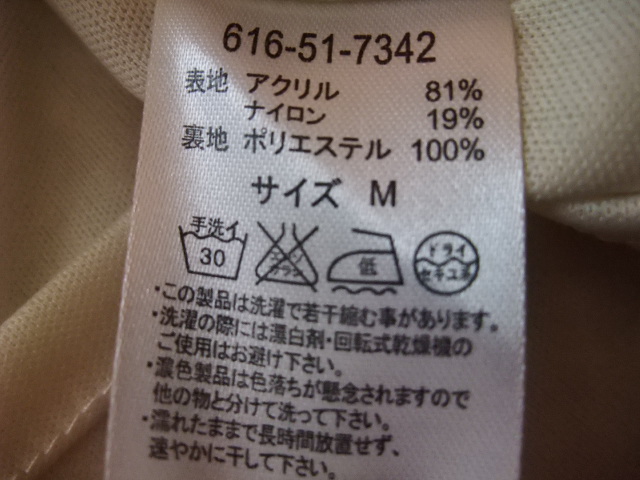 616-51-7342
表地 アクリル 81%
ナイロン 19%
裏地 ポリエステル 100%
サイズ M
手洗イ
30
エンソ
サラシ
低
ドライ
セキユ系
・この製品は洗濯で若干縮む事があります。
・洗濯の際には漂白剤・回転式乾燥機の
ご使用はお避け下さい。
・濃色製品は色落ちが懸念されますので
他の物と分けて洗って下さい。
・濡れたままで長時間放置せず、
速やかに干して下さい。